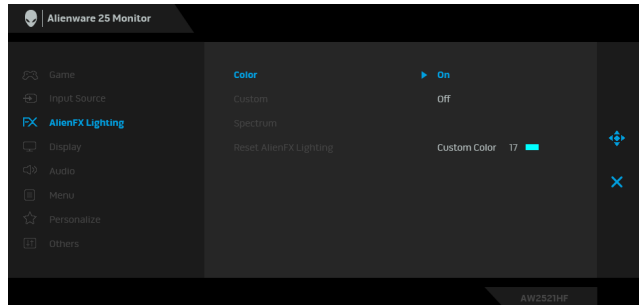 Alienware 25 Monitor
Game
Input Source
FX AlienFX Lighting
Display
Audio
Menu
Personalize
Others
Color
Custom
Spectrum
Reset AlienFX Lighting
On
Off
Custom Color 17
AW2521HF